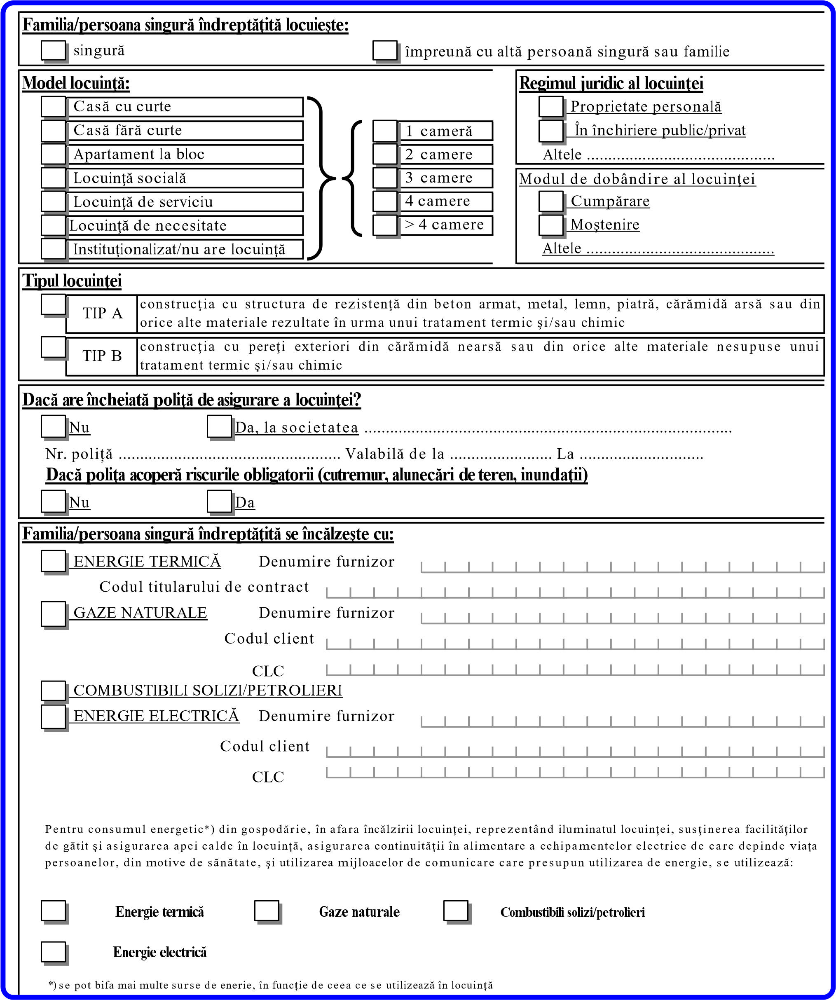 Familia/persoana singură îndreptăţită locuieşte:
singură
împreună cu altă persoană singură sau familie
Model locuinţă:
Casă cu curte
Casă fără curte
Apartament la bloc
Locuinţă socială
Locuinţă de serviciu
Locuinţă de necesitate
Instituţionalizat/nu are locuinţă
1 cameră
2 camere
3 camere
4 camere
> 4 camere
Regimul juridic al locuinţei
Proprietate personală
În închiriere public/privat
Altele ............................................
Modul de dobândire al locuinţei
Cumpărare
Moştenire
Altele ............................................
Tipul locuinţei
TIP A
construcţia cu structura de rezistenţă din beton armat, metal, lemn, piatră, cărămidă arsă sau din
orice alte materiale rezultate în urma unui tratament termic şi/sau chimic
TIP B
construcţia cu pereţi exteriori din cărămidă nearsă sau din orice alte materiale nesupuse unui
tratament termic şi/sau chimic
Dacă are încheiată poliţă de asigurare a locuinţei?
Nu
Da, la societatea ......................................................................................
Nr. poliță .................................................... Valabilă de la ........................ La .............................
Dacă poliţa acoperă riscurile obligatorii (cutremur, alunecări de teren, inundaţii)
Nu
Da
Familia/persoana singură îndreptăţită se încălzeşte cu:
ENERGIE TERMICĂ Denumire furnizor
Codul titularului de contract
GAZE NATURALE Denumire furnizor
Codul client
CLC
COMBUSTIBILI SOLIZI/PETROLIERI
ENERGIE ELECTRICĂ Denumire furnizor
Codul client
CLC
Pentru consumul energetic*) din gospodărie, în afara încălzirii locuinței, reprezentând iluminatul locuinţei, susţinerea facilităţilor
de gătit şi asigurarea apei calde în locuinţă, asigurarea continuităţii în alimentare a echipamentelor electrice de care depinde viaţa
persoanelor, din motive de sănătate, şi utilizarea mijloacelor de comunicare care presupun utilizarea de energie, se utilizează:
Energie termică
Gaze naturale
Combustibili solizi/petrolieri
Energie electrică
*) se pot bifa mai multe surse de enerie, în funcție de ceea ce se utilizează în locuință